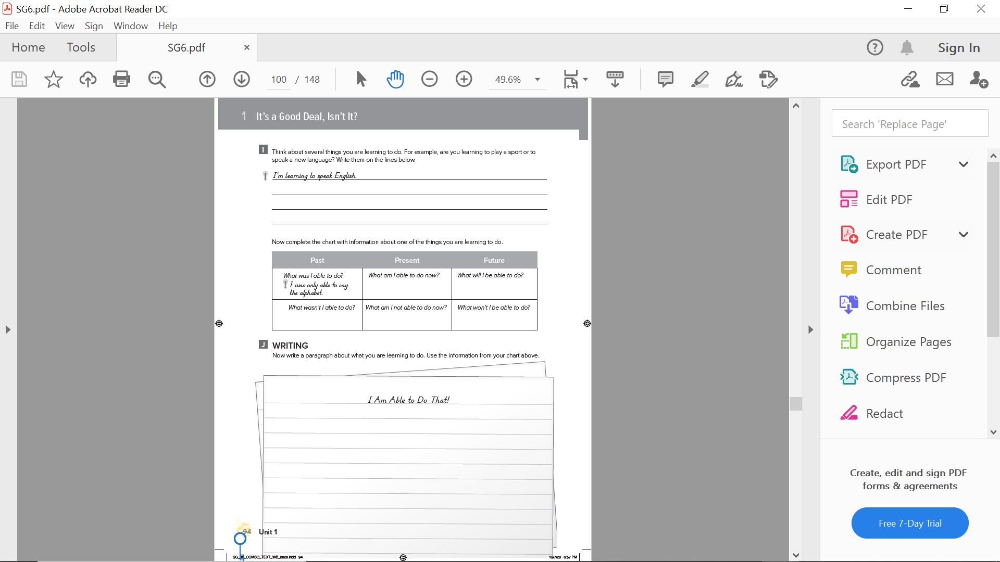 SG6.pdf - Adobe Acrobat Reader DC
File Edit View Sign Window Help
Home Tools SG6.pdf Sign In
100 / 148 49.6%
1 It's a Good Deal, Isn't It?
I Think about several things you are learning to do. For example, are you learning to play a sport or to
speak a new language? Write them on the lines below.
I'm learning to speak English.
Now complete the chart with information about one of the things you are learning to do.
Past Present Future
What was I able to do? What am I able to do now? What will I be able to do?
I was only able to say
the alphabet.
What wasn't I able to do? What am I not able to do now? What won't I be able to do?
J WRITING
Now write a paragraph about what you are learning to do. Use the information from your chart above.
I Am Able to Do That!
94 Unit 1
COMBO_TEXT_WB_2020.indd 94 15/7/20 6:57 PM
Search 'Replace Page'
Export PDF
Edit PDF
Create PDF
Comment
Combine Files
Organize Pages
Compress PDF
Redact
Create, edit and sign PDF
forms & agreements
Free 7-Day Trial